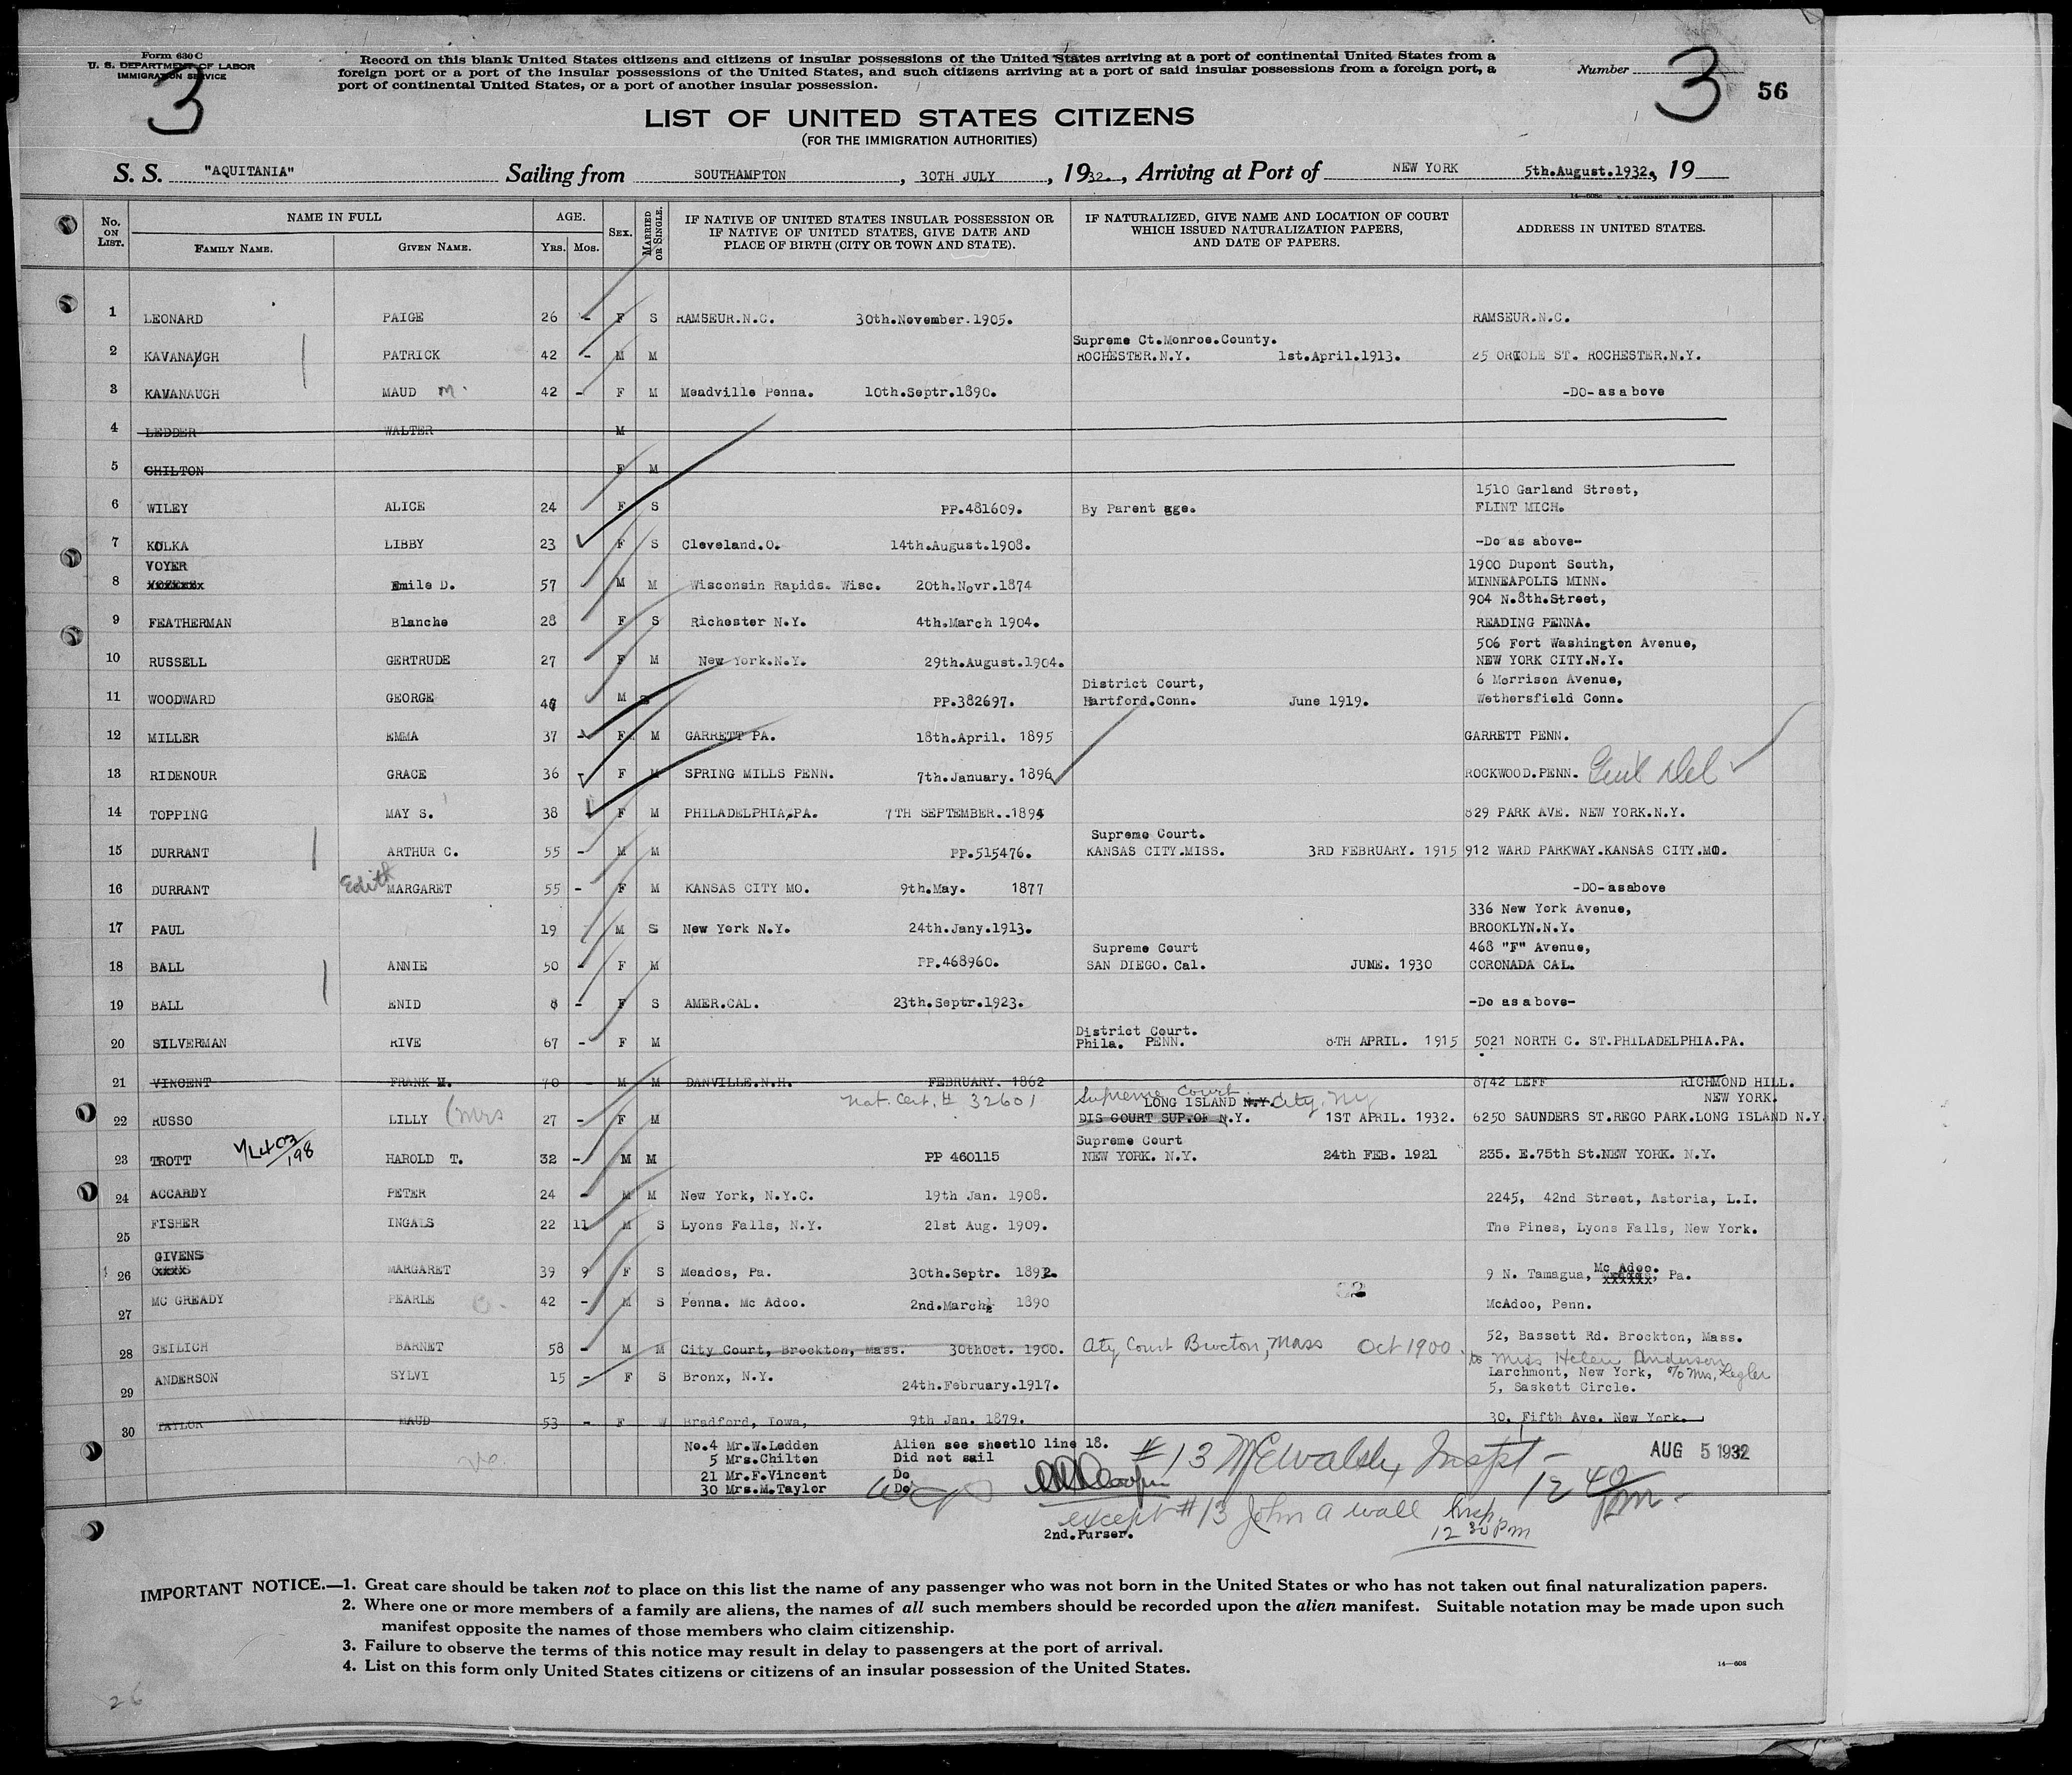 Form 630 C
U. S. DEPARTMENT OF LABOR
IMMIGRATION SERVICE
3
Record on this blank United States citizens and citizens of insular possessions of the United States arriving at a port of continental United States from a
foreign port or a port of the insular possessions of the United States, and such citizens arriving at a port of said insular possessions from a foreign port, a
port of continental United States, or a port of another insular possession.
Number 3 56
LIST OF UNITED STATES CITIZENS
(FOR THE IMMIGRATION AUTHORITIES)
S. S. "AQUITANIA" Sailing from SOUTHAMPTON, 30TH JULY, 1932., Arriving at Port of NEW YORK 5th.August.1932., 19
No. ON LIST. NAME IN FULL FAMILY NAME. GIVEN NAME. AGE. YRS. MOS. SEX. MARRIED OR SINGLE. IF NATIVE OF UNITED STATES INSULAR POSSESSION OR IF NATIVE OF UNITED STATES, GIVE DATE AND PLACE OF BIRTH (CITY OR TOWN AND STATE). IF NATURALIZED, GIVE NAME AND LOCATION OF COURT WHICH ISSUED NATURALIZATION PAPERS, AND DATE OF PAPERS. ADDRESS IN UNITED STATES.
1 LEONARD PAIGE 26 - F S RAMSEUR.N.C. 30th.November.1905. RAMSEUR.N.C.
2 KAVANAUGH PATRICK 42 - M M Supreme Ct.Monroe.County. ROCHESTER.N.Y. 1st.April.1913. 25 ORIOLE ST. ROCHESTER.N.Y.
3 KAVANAUGH MAUD M. 42 - F M Meadville Penna. 10th.Septr.1890. -DO- as above
4 LEDDER WALTER M
5 CHILTON F M
6 WILEY ALICE 24 F S PP.481609. By Parent age. 1510 Garland Street, FLINT MICH.
7 KOLKA LIBBY 23 F S Cleveland.O. 14th.August.1908. -Do as above-
8 VOYER Emile D. 57 M M Wisconsin Rapids. Wisc. 20th.Novr.1874 1900 Dupont South, MINNEAPOLIS MINN.
9 FEATHERMAN Blanche 28 F S Richester N.Y. 4th.March 1904. 904 N.8th.Street, READING PENNA.
10 RUSSELL GERTRUDE 27 F M New York.N.Y. 29th.August.1904. 506 Fort Washington Avenue, NEW YORK CITY.N.Y.
11 WOODWARD GEORGE M PP.382697. District Court, Hartford.Conn. June 1919. 6 Morrison Avenue, Wethersfield Conn.
12 MILLER EMMA 37 - F M GARRETT PA. 18th.April. 1895 GARRETT PENN.
13 RIDENOUR GRACE 36 - F M SPRING MILLS PENN. 7th.January. 1896 ROCKWOOD.PENN. Genl Del
14 TOPPING MAY S. 38 F M PHILADELPHIA,PA. 7TH SEPTEMBER..1894 829 PARK AVE. NEW YORK.N.Y.
15 DURRANT ARTHUR C. 55 - M M PP.515476. Supreme Court. KANSAS CITY.MISS. 3RD FEBRUARY. 1915 912 WARD PARKWAY.KANSAS CITY.MO.
16 DURRANT Edith MARGARET 55 - F M KANSAS CITY MO. 9th.May. 1877 -DO- as above
17 PAUL 19 - M S New York N.Y. 24th.Jany.1913. 336 New York Avenue, BROOKLYN.N.Y.
18 BALL ANNIE 50 - F M PP.468960. Supreme Court SAN DIEGO. Cal. JUNE. 1930 468 "F" Avenue, CORONADA CAL.
19 BALL ENID 8 - F S AMER.CAL. 23th.Septr.1923. -Do as above-
20 SILVERMAN RIVE 67 - F M District Court. Phila. PENN. 8TH APRIL. 1915 5021 NORTH C. ST.PHILADELPHIA.PA.
21 VINCENT FRANK M. 70 M M DANVILLE.N.H. FEBRUARY. 1862 8742 LEFF RICHMOND HILL. NEW YORK.
22 RUSSO LILLY (Mrs 27 - F M Nat. Cert. # 32601 Supreme Court LONG ISLAND N.Y. City, NY DIS COURT SUP.OF N.Y. 1ST APRIL. 1932. 6250 SAUNDERS ST.REGO PARK.LONG ISLAND N.Y.
23 TROTT HAROLD T. 32 - M M PP 460115 Supreme Court NEW YORK. N.Y. 24th FEB. 1921 235. E.75th St.NEW YORK. N.Y.
24 ACCARDY PETER 24 - M M New York, N.Y.C. 19th Jan. 1908. 2245, 42nd Street, Astoria, L.I.
25 FISHER INGALS 22 11 M S Lyons Falls, N.Y. 21st Aug. 1909. The Pines, Lyons Falls, New York.
26 GIVENS MARGARET 39 9 F S Meados, Pa. 30th.Septr. 1892. 9 N. Tamagua, Mc Adoo. Pa.
27 MC GREADY PEARLE 42 - M S Penna. Mc Adoo. 2nd.March. 1890 McAdoo, Penn.
28 GEILICH BARNET 58 - M M City Court, Brockton, Mass. 30thOct. 1900. City Court Brocton, Mass Oct 1900. 52, Bassett Rd. Brockton, Mass.
29 ANDERSON SYLVI 15 - F S Bronx, N.Y. 24th.February.1917. to Miss Helen Anderson Larchmont, New York, c/o Mrs. Kegler 5, Saskett Circle.
30 TAYLOR MAUD 53 - F W Bradford, Iowa, 9th Jan. 1879. 30, Fifth Ave. New York.
No.4 Mr.W.Ledden Alien see sheet10 line 18.
5 Mrs.Chilton Did not sail
21 Mr.F.Vincent Do
30 Mrs.M.Taylor Do
#13 McEwalsh, Inspt - 12 40 pm -
AUG 5 1932
except #13 John A Wall Insp. 12 30 PM
2nd.Purser.
IMPORTANT NOTICE.—1. Great care should be taken not to place on this list the name of any passenger who was not born in the United States or who has not taken out final naturalization papers.
2. Where one or more members of a family are aliens, the names of all such members should be recorded upon the alien manifest. Suitable notation may be made upon such
manifest opposite the names of those members who claim citizenship.
3. Failure to observe the terms of this notice may result in delay to passengers at the port of arrival.
4. List on this form only United States citizens or citizens of an insular possession of the United States.
14—608
26